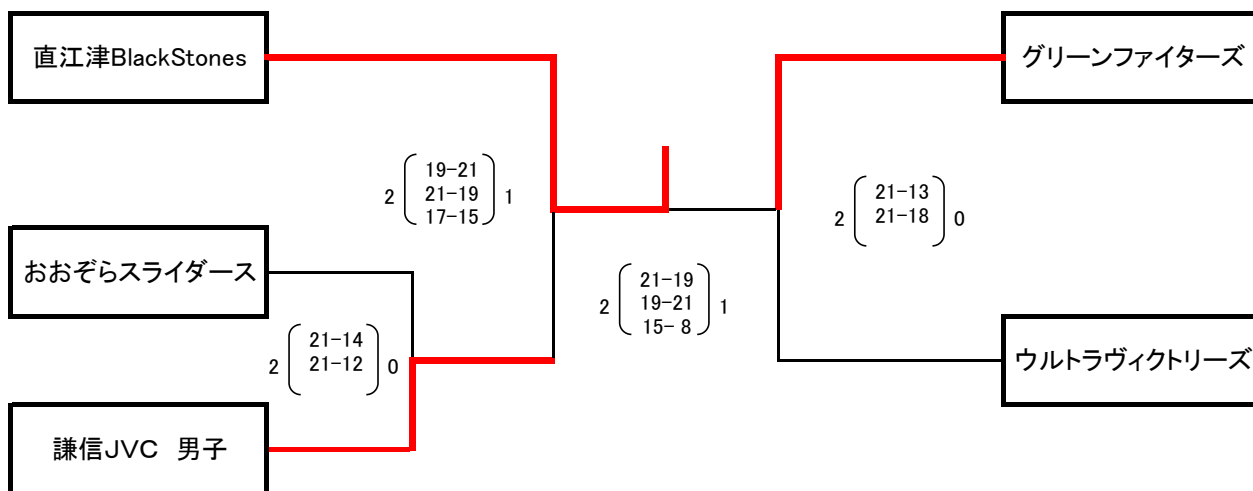 直江津BlackStones
グリーンファイターズ
2 19-21 1
21-19
17-15
2 21-13 0
21-18
おおぞらスライダース
2 21-19 1
19-21
15- 8
2 21-14 0
21-12
ウルトラヴィクトリーズ
謙信JVC 男子